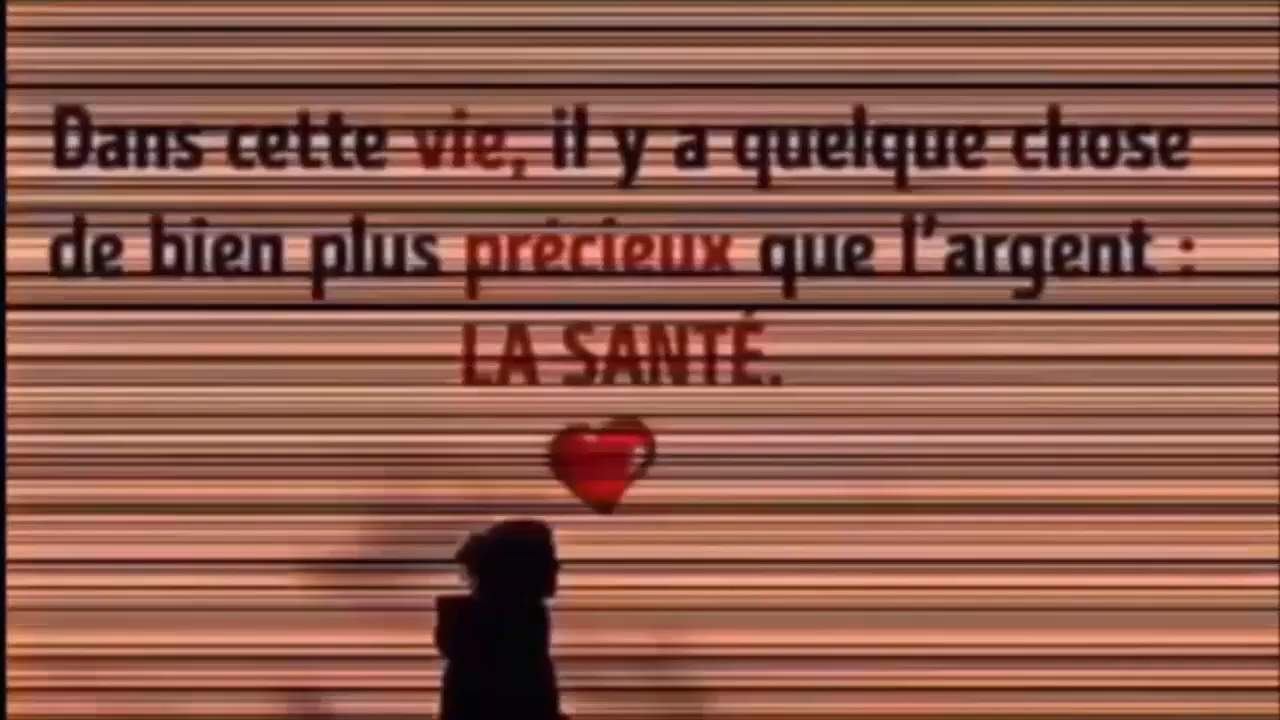 Dans cette vie, il y a quelque chose
de bien plus précieux que l'argent :
LA SANTÉ.